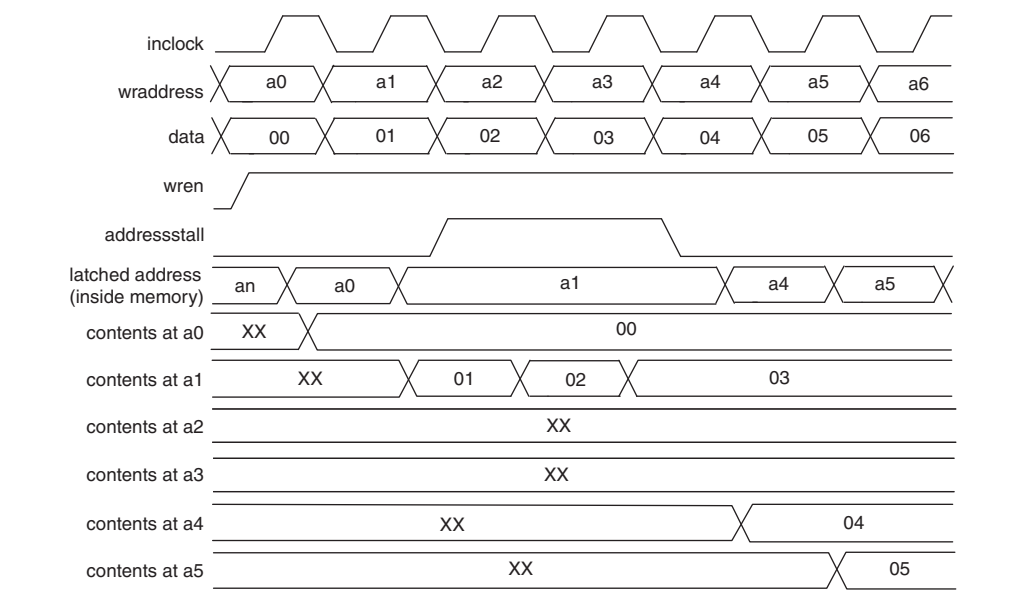 inclock
wraddress a0 a1 a2 a3 a4 a5 a6
data 00 01 02 03 04 05 06
wren
addressstall
latched address
(inside memory) an a0 a1 a4 a5
contents at a0 XX 00
contents at a1 XX 01 02 03
contents at a2 XX
contents at a3 XX
contents at a4 XX 04
contents at a5 XX 05